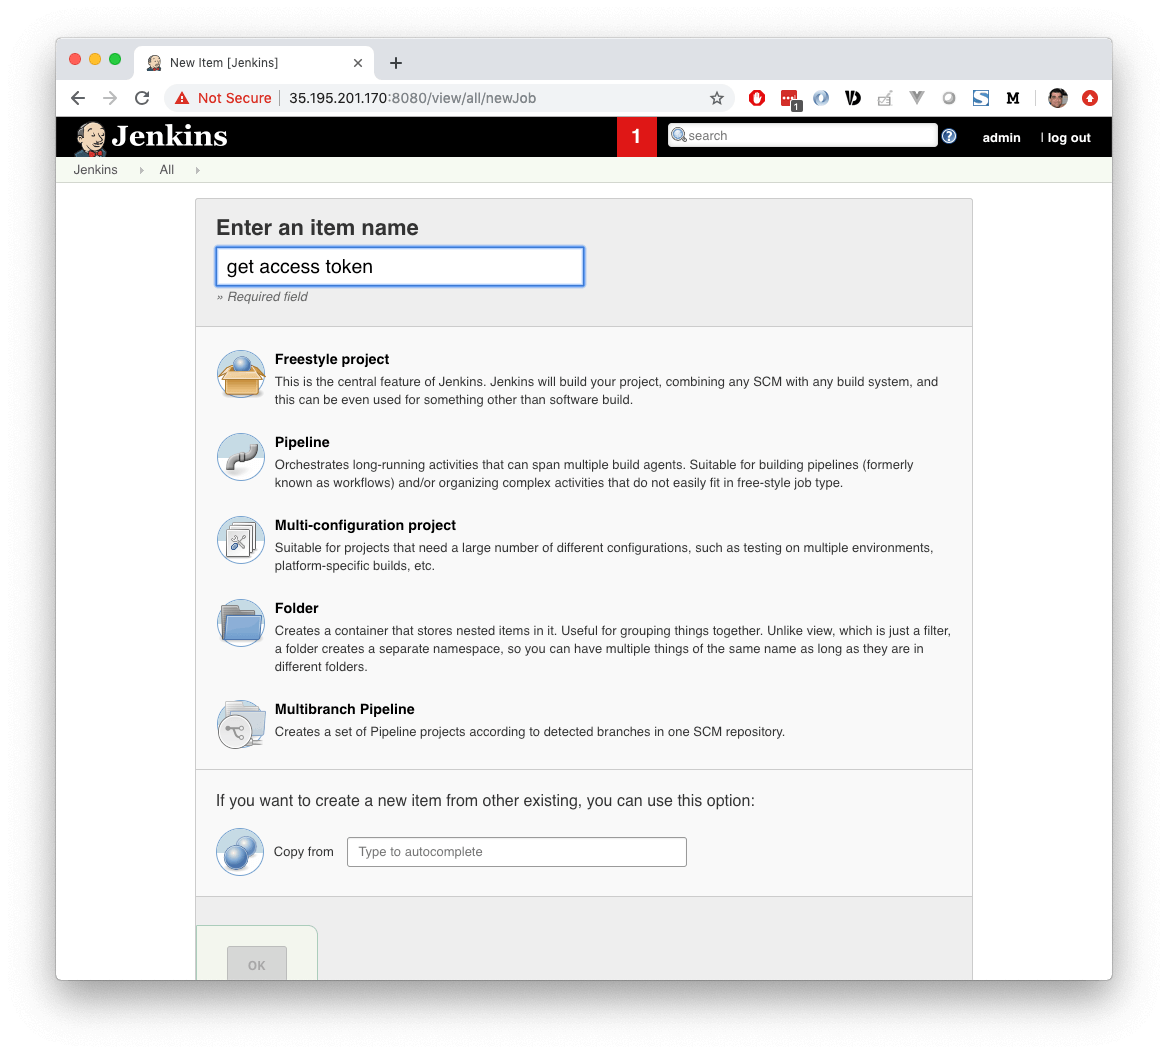 New Item [Jenkins]
Not Secure 35.195.201.170:8080/view/all/newJob
1
Jenkins
1
search
admin
| log out
Jenkins
All
Enter an item name
get access token
» Required field
Freestyle project
This is the central feature of Jenkins. Jenkins will build your project, combining any SCM with any build system, and
this can be even used for something other than software build.
Pipeline
Orchestrates long-running activities that can span multiple build agents. Suitable for building pipelines (formerly
known as workflows) and/or organizing complex activities that do not easily fit in free-style job type.
Multi-configuration project
Suitable for projects that need a large number of different configurations, such as testing on multiple environments,
platform-specific builds, etc.
Folder
Creates a container that stores nested items in it. Useful for grouping things together. Unlike view, which is just a filter,
a folder creates a separate namespace, so you can have multiple things of the same name as long as they are in
different folders.
Multibranch Pipeline
Creates a set of Pipeline projects according to detected branches in one SCM repository.
If you want to create a new item from other existing, you can use this option:
Copy from
Type to autocomplete
OK